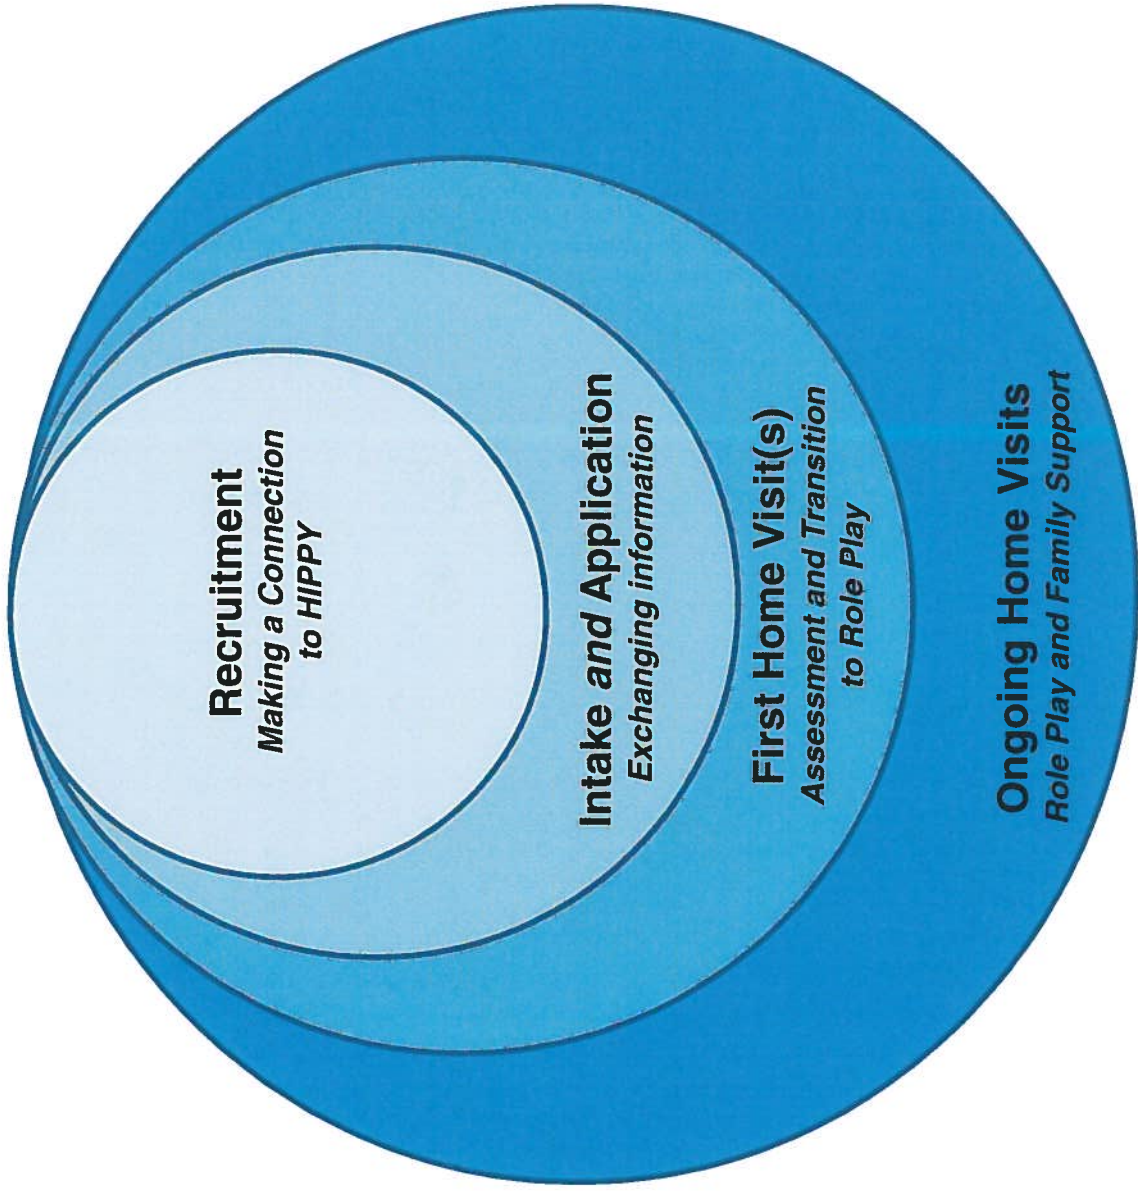 Recruitment
Making a Connection
to HIPPY
Intake and Application
Exchanging information
First Home Visit(s)
Assessment and Transition
to Role Play
Ongoing Home Visits
Role Play and Family Support